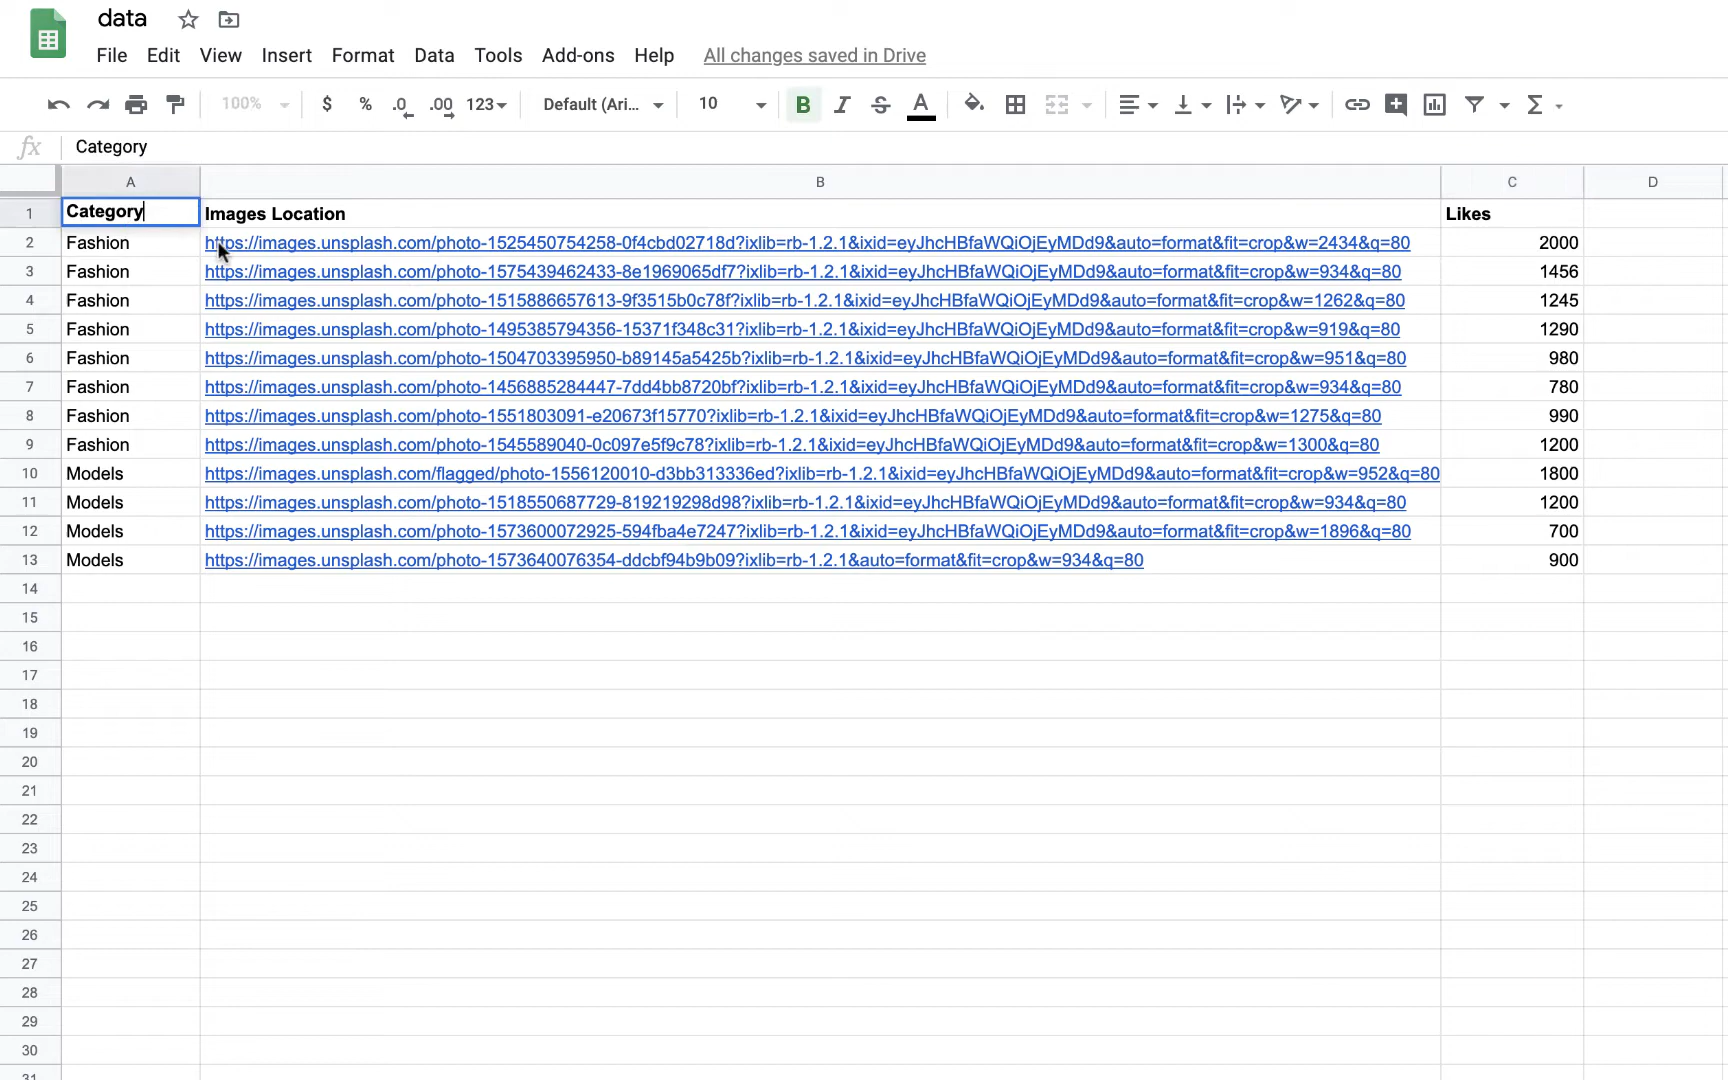 data
File Edit View Insert Format Data Tools Add-ons Help All changes saved in Drive
100% $ % .0 .00 123 Default (Ari... 10 B I S A Σ
fx Category
A B C D
1 Category Images Location Likes
2 Fashion https://images.unsplash.com/photo-1525450754258-0f4cbd02718d?ixlib=rb-1.2.1&ixid=eyJhcHBfaWQiOjEyMDd9&auto=format&fit=crop&w=2434&q=80 2000
3 Fashion https://images.unsplash.com/photo-1575439462433-8e1969065df7?ixlib=rb-1.2.1&ixid=eyJhcHBfaWQiOjEyMDd9&auto=format&fit=crop&w=934&q=80 1456
4 Fashion https://images.unsplash.com/photo-1515886657613-9f3515b0c78f?ixlib=rb-1.2.1&ixid=eyJhcHBfaWQiOjEyMDd9&auto=format&fit=crop&w=1262&q=80 1245
5 Fashion https://images.unsplash.com/photo-1495385794356-15371f348c31?ixlib=rb-1.2.1&ixid=eyJhcHBfaWQiOjEyMDd9&auto=format&fit=crop&w=919&q=80 1290
6 Fashion https://images.unsplash.com/photo-1504703395950-b89145a5425b?ixlib=rb-1.2.1&ixid=eyJhcHBfaWQiOjEyMDd9&auto=format&fit=crop&w=951&q=80 980
7 Fashion https://images.unsplash.com/photo-1456885284447-7dd4bb8720bf?ixlib=rb-1.2.1&ixid=eyJhcHBfaWQiOjEyMDd9&auto=format&fit=crop&w=934&q=80 780
8 Fashion https://images.unsplash.com/photo-1551803091-e20673f15770?ixlib=rb-1.2.1&ixid=eyJhcHBfaWQiOjEyMDd9&auto=format&fit=crop&w=1275&q=80 990
9 Fashion https://images.unsplash.com/photo-1545589040-0c097e5f9c78?ixlib=rb-1.2.1&ixid=eyJhcHBfaWQiOjEyMDd9&auto=format&fit=crop&w=1300&q=80 1200
10 Models https://images.unsplash.com/flagged/photo-1556120010-d3bb313336ed?ixlib=rb-1.2.1&ixid=eyJhcHBfaWQiOjEyMDd9&auto=format&fit=crop&w=952&q=80 1800
11 Models https://images.unsplash.com/photo-1518550687729-819219298d98?ixlib=rb-1.2.1&ixid=eyJhcHBfaWQiOjEyMDd9&auto=format&fit=crop&w=934&q=80 1200
12 Models https://images.unsplash.com/photo-1573600072925-594fba4e7247?ixlib=rb-1.2.1&ixid=eyJhcHBfaWQiOjEyMDd9&auto=format&fit=crop&w=1896&q=80 700
13 Models https://images.unsplash.com/photo-1573640076354-ddcbf94b9b09?ixlib=rb-1.2.1&auto=format&fit=crop&w=934&q=80 900
14
15
16
17
18
19
20
21
22
23
24
25
26
27
28
29
30
31